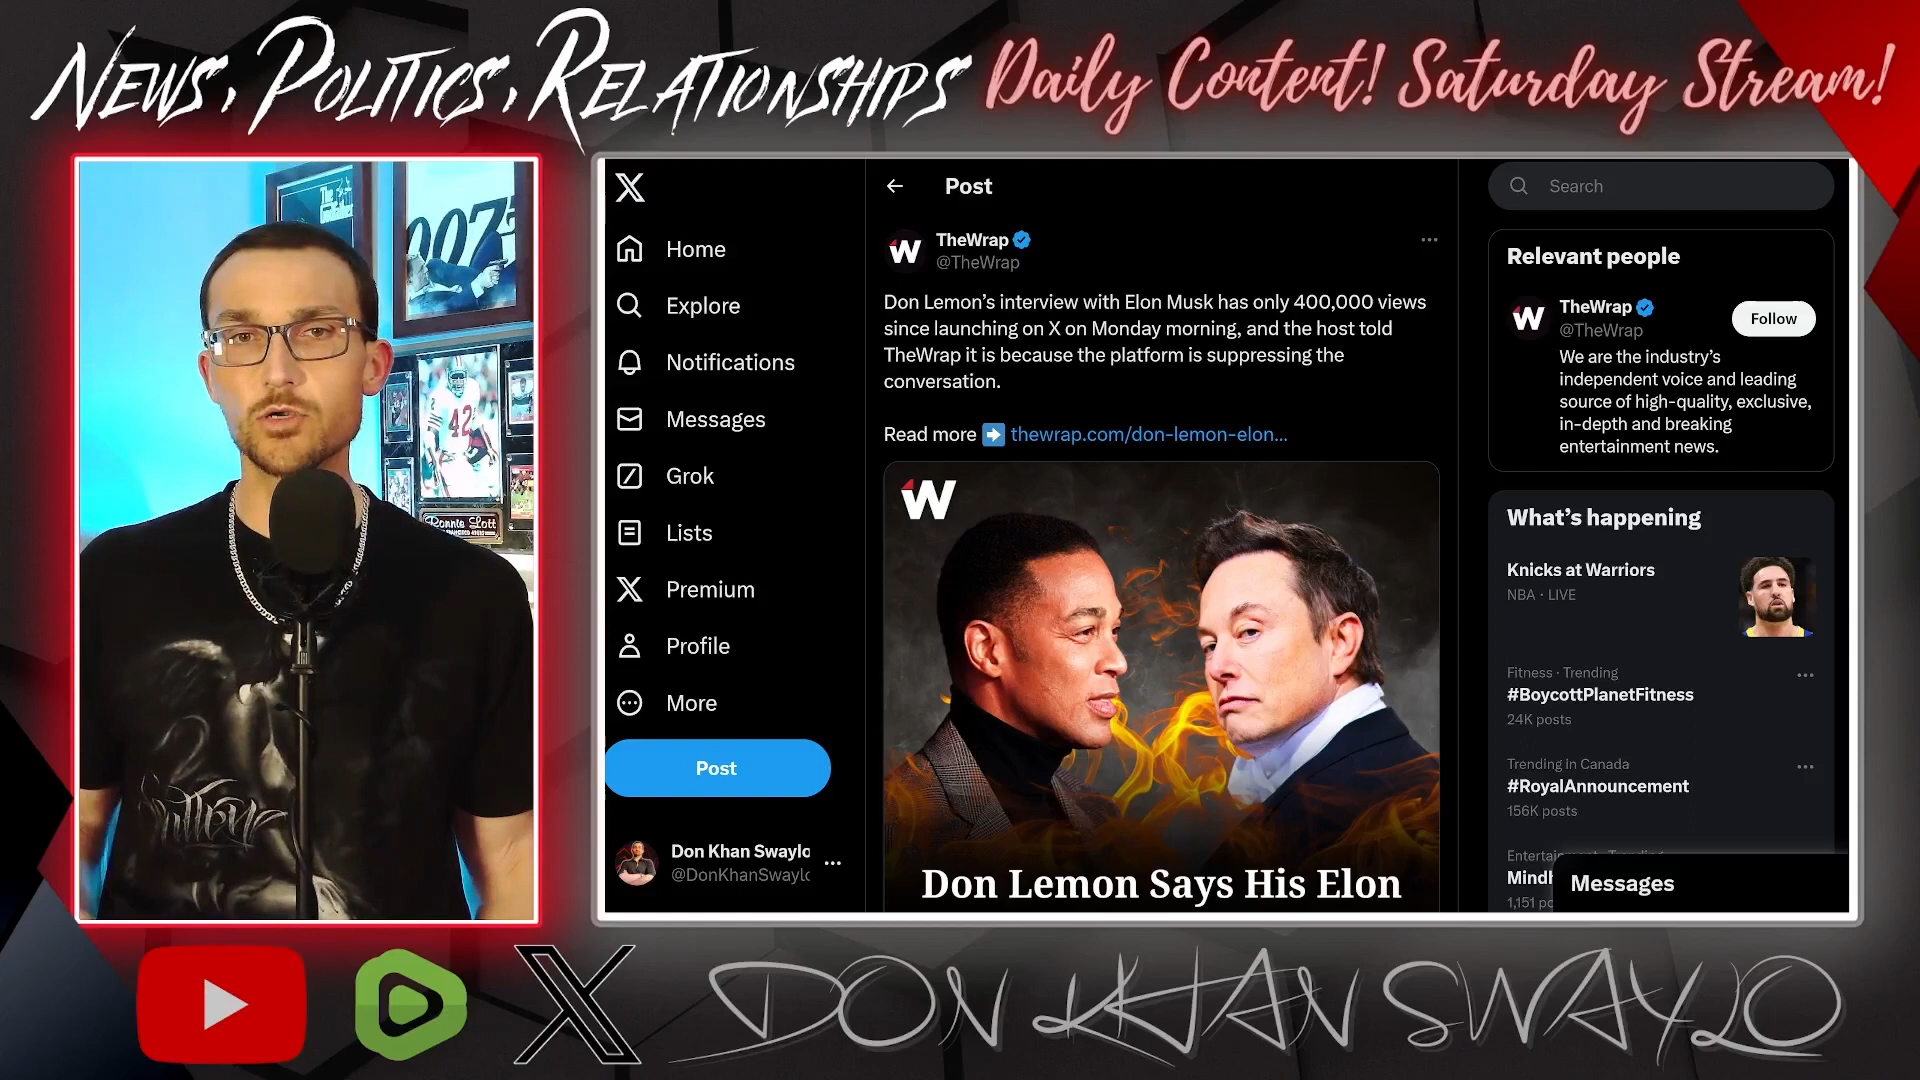 News, Politics, Relationships Daily Content! Saturday Stream!
The
007
42
Ronnie Lott
X
Home
Explore
Notifications
Messages
Grok
Lists
Premium
Profile
More
Post
Don Khan Swaylo
@DonKhanSwaylo
Post
TheWrap
@TheWrap
Don Lemon’s interview with Elon Musk has only 400,000 views
since launching on X on Monday morning, and the host told
TheWrap it is because the platform is suppressing the
conversation.
Read more ➡️ thewrap.com/don-lemon-elon...
W
Don Lemon Says His Elon
Search
Relevant people
TheWrap
@TheWrap
Follow
We are the industry’s
independent voice and leading
source of high-quality, exclusive,
in-depth and breaking
entertainment news.
What’s happening
Knicks at Warriors
NBA · LIVE
Fitness · Trending
#BoycottPlanetFitness
24K posts
Trending in Canada
#RoyalAnnouncement
156K posts
Messages
X DON KHAN SWAYLO